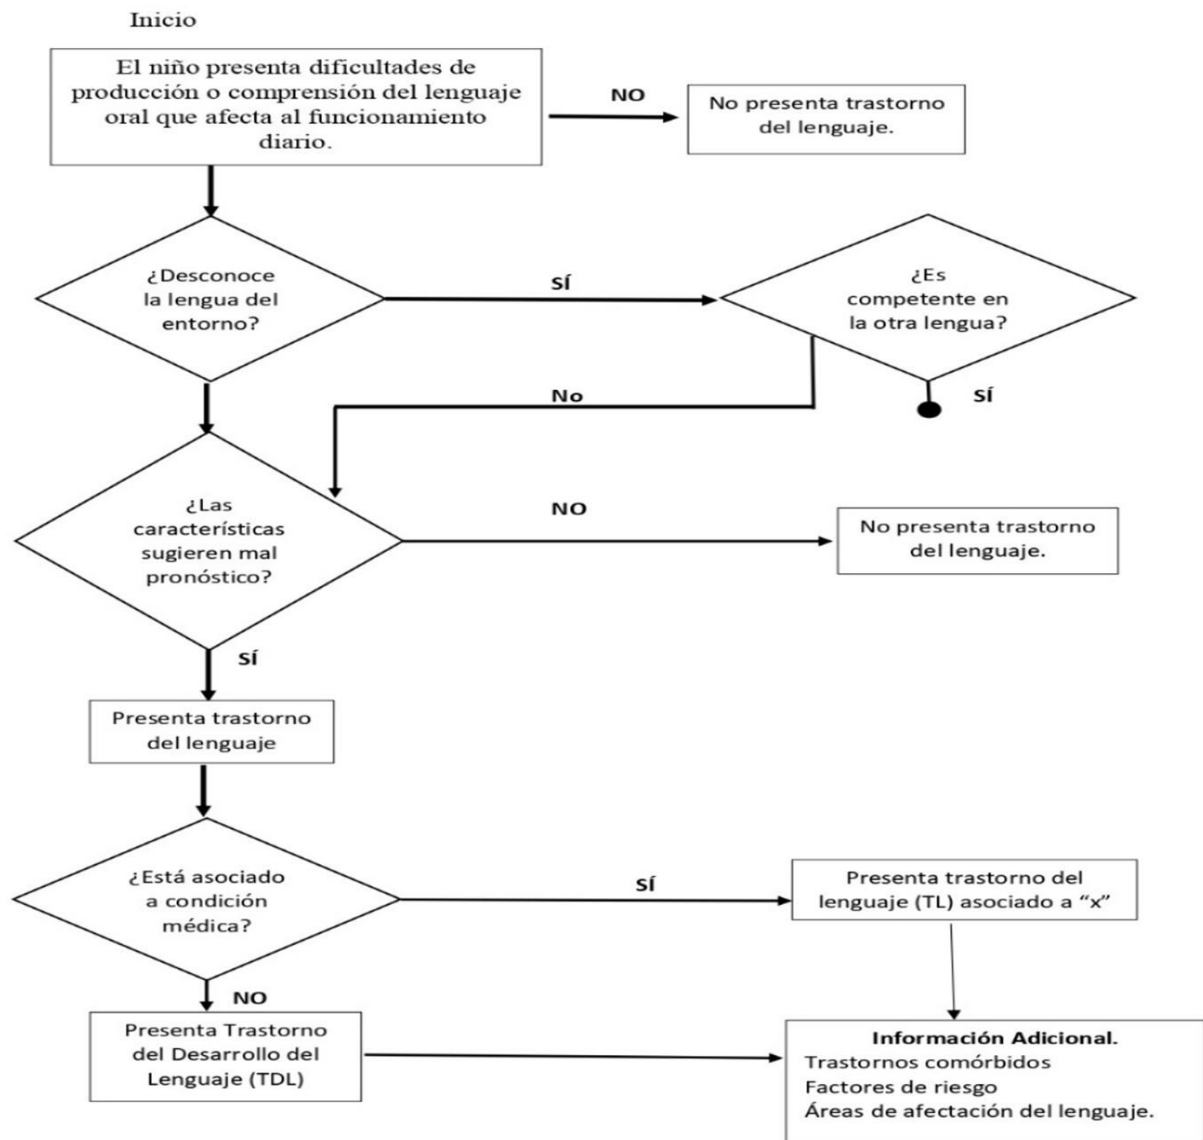 Inicio
El niño presenta dificultades de
producción o comprensión del lenguaje
oral que afecta al funcionamiento
diario.
NO
No presenta trastorno
del lenguaje.
¿Desconoce
la lengua del
entorno?
SÍ
¿Es
competente en
la otra lengua?
No
SÍ
¿Las
características
sugieren mal
pronóstico?
NO
No presenta trastorno
del lenguaje.
SÍ
Presenta trastorno
del lenguaje
¿Está asociado
a condición
médica?
SÍ
Presenta trastorno del
lenguaje (TL) asociado a “x”
NO
Presenta Trastorno
del Desarrollo del
Lenguaje (TDL)
Información Adicional.
Trastornos comórbidos
Factores de riesgo
Áreas de afectación del lenguaje.